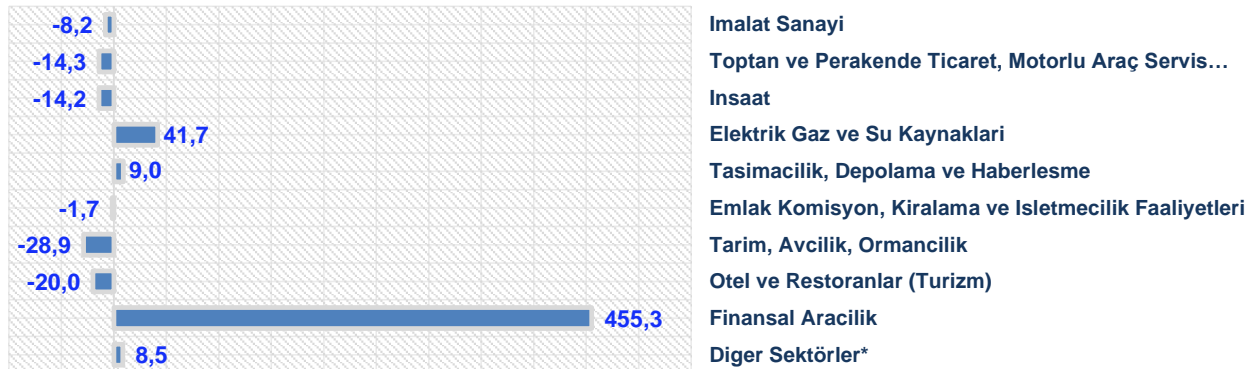 -8,2 Imalat Sanayi
-14,3 Toptan ve Perakende Ticaret, Motorlu Araç Servis…
-14,2 Insaat
41,7 Elektrik Gaz ve Su Kaynaklari
9,0 Tasimacilik, Depolama ve Haberlesme
-1,7 Emlak Komisyon, Kiralama ve Isletmecilik Faaliyetleri
-28,9 Tarim, Avcilik, Ormancilik
-20,0 Otel ve Restoranlar (Turizm)
455,3 Finansal Aracilik
8,5 Diger Sektörler*